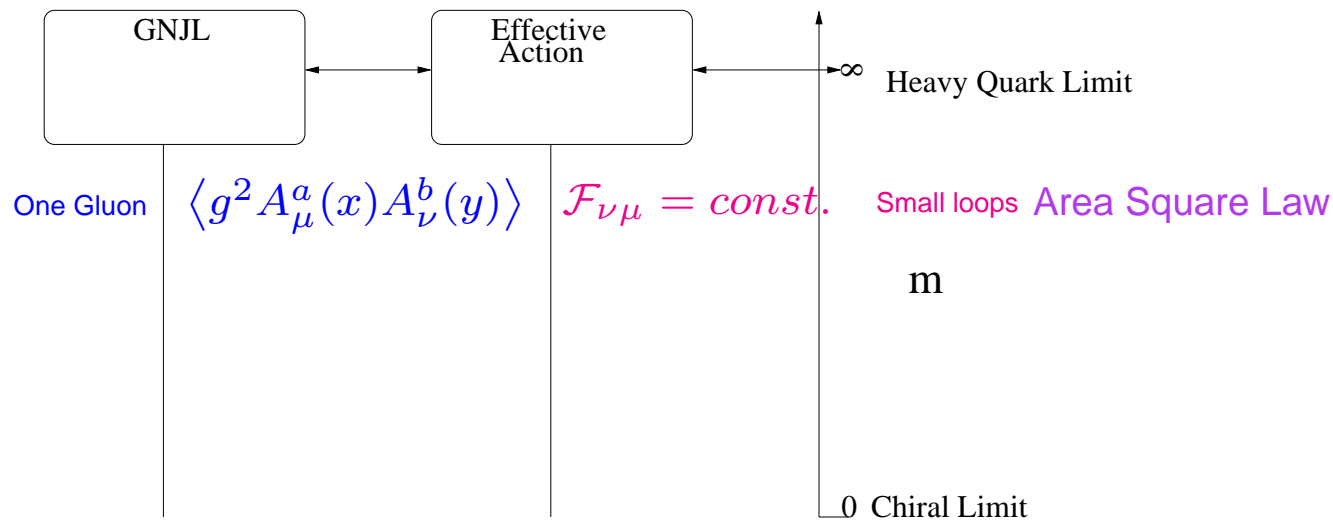 GNJL
Effective
Action
∞ Heavy Quark Limit
One Gluon ⟨g²A^a_μ(x)A^b_ν(y)⟩ 𝓕_νμ = const. Small loops Area Square Law
m
0 Chiral Limit